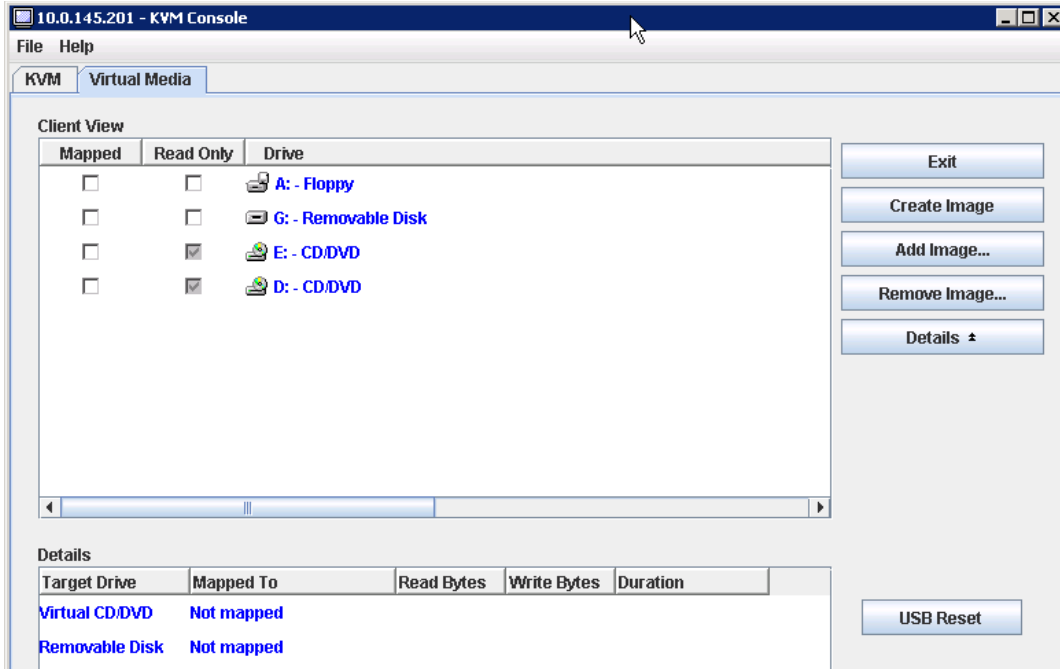 10.0.145.201 - KVM Console
File Help
KVM Virtual Media
Client View
Mapped Read Only Drive
Exit
A: - Floppy
Create Image
G: - Removable Disk
Add Image...
E: - CD/DVD
Remove Image...
D: - CD/DVD
Details
Details
Target Drive Mapped To Read Bytes Write Bytes Duration
Virtual CD/DVD Not mapped
USB Reset
Removable Disk Not mapped